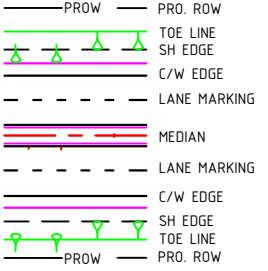 PROW PRO. ROW
TOE LINE
SH EDGE
C/W EDGE
LANE MARKING
MEDIAN
LANE MARKING
C/W EDGE
SH EDGE
TOE LINE
PROW PRO. ROW